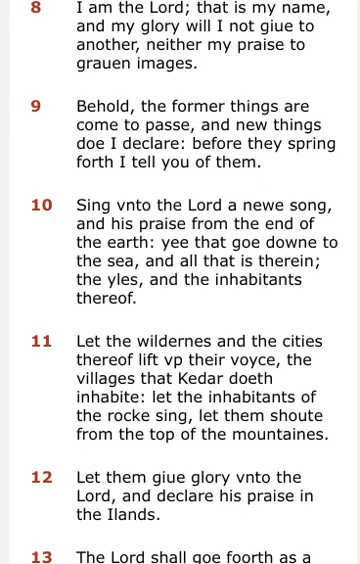 8 I am the Lord; that is my name,
and my glory will I not giue to
another, neither my praise to
grauen images.
9 Behold, the former things are
come to passe, and new things
doe I declare: before they spring
forth I tell you of them.
10 Sing vnto the Lord a newe song,
and his praise from the end of
the earth: yee that goe downe to
the sea, and all that is therein;
the yles, and the inhabitants
thereof.
11 Let the wildernes and the cities
thereof lift vp their voyce, the
villages that Kedar doeth
inhabite: let the inhabitants of
the rocke sing, let them shoute
from the top of the mountaines.
12 Let them giue glory vnto the
Lord, and declare his praise in
the Ilands.
13 The Lord shall goe foorth as a